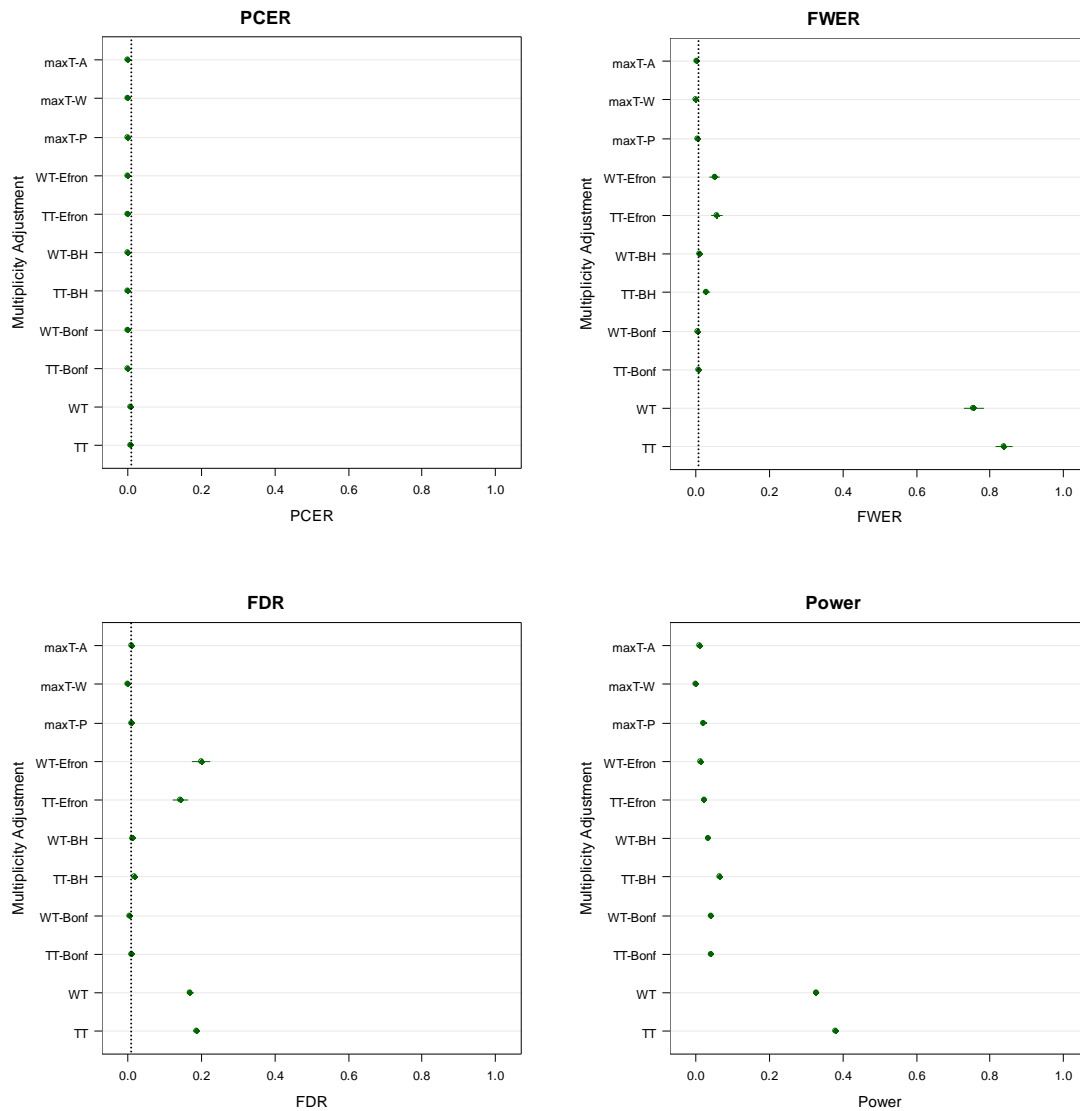 PCER
Multiplicity Adjustment
maxT-A
maxT-W
maxT-P
WT-Efron
TT-Efron
WT-BH
TT-BH
WT-Bonf
TT-Bonf
WT
TT
0.0 0.2 0.4 0.6 0.8 1.0
PCER
FWER
Multiplicity Adjustment
maxT-A
maxT-W
maxT-P
WT-Efron
TT-Efron
WT-BH
TT-BH
WT-Bonf
TT-Bonf
WT
TT
0.0 0.2 0.4 0.6 0.8 1.0
FWER
FDR
Multiplicity Adjustment
maxT-A
maxT-W
maxT-P
WT-Efron
TT-Efron
WT-BH
TT-BH
WT-Bonf
TT-Bonf
WT
TT
0.0 0.2 0.4 0.6 0.8 1.0
FDR
Power
Multiplicity Adjustment
maxT-A
maxT-W
maxT-P
WT-Efron
TT-Efron
WT-BH
TT-BH
WT-Bonf
TT-Bonf
WT
TT
0.0 0.2 0.4 0.6 0.8 1.0
Power